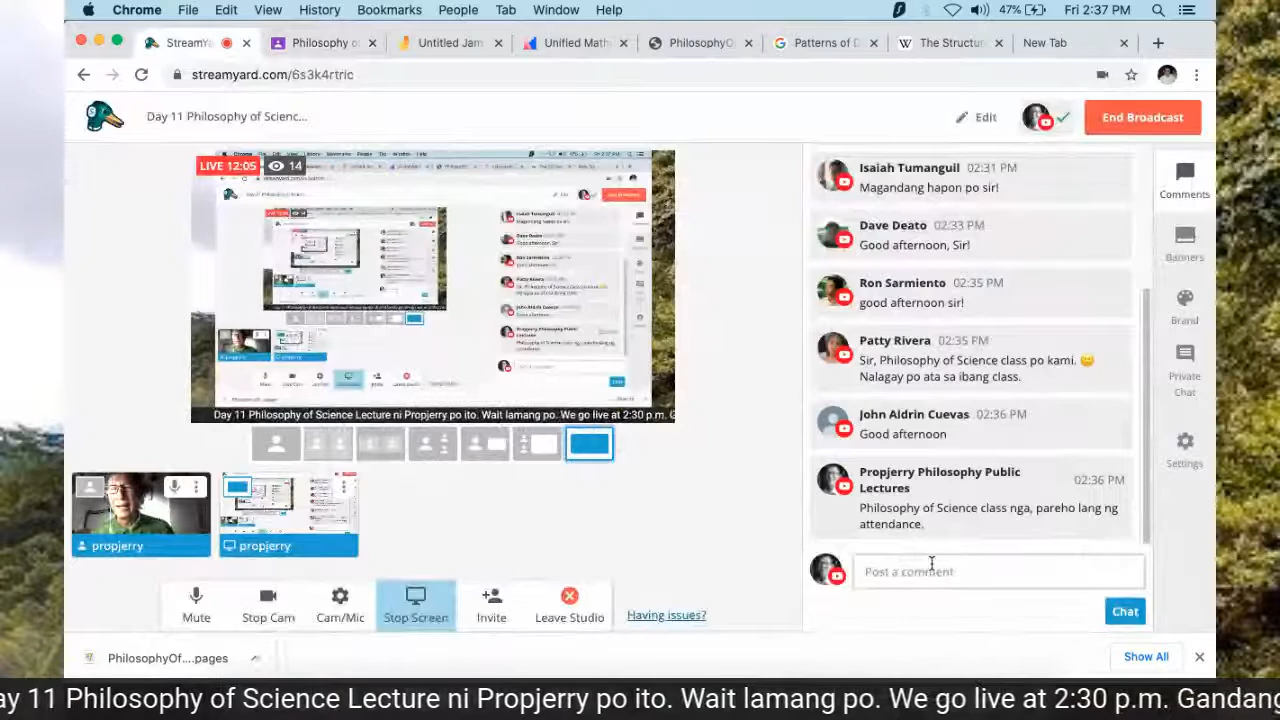 Chrome File Edit View History Bookmarks People Tab Window Help 47% Fri 2:37 PM
StreamYa Philosophy o Untitled Jam Unified Math PhilosophyO Patterns of D The Structur New Tab
streamyard.com/6s3k4rtric
Day 11 Philosophy of Scienc...
Edit
End Broadcast
LIVE 12:05 14
Day 11 Philosophy of Science Lecture ni Propjerry po ito. Wait lamang po. We go live at 2:30 p.m. G
propjerry
propjerry
Mute
Stop Cam
Cam/Mic
Stop Screen
Invite
Leave Studio
Having issues?
Good afternoon, Sir!
Magandang hapon po sir!
Dave Deato 02:33 PM
Ron Sarmiento 02:35 PM
good afternoon sir!
Patty Rivera
Sir, Philosophy of Science class po kami.
Nalagay po ata sa ibang class.
John Aldrin Cuevas 02:36 PM
Good afternoon
Propjerry Philosophy Public
Lectures 02:36 PM
Philosophy of Science class nga, pareho lang ng
attendance.
Post a comment
Chat
Comments
Banners
Brand
Private
Chat
Settings
PhilosophyOf....pages
Show All
ay 11 Philosophy of Science Lecture ni Propjerry po ito. Wait lamang po. We go live at 2:30 p.m. Gandang